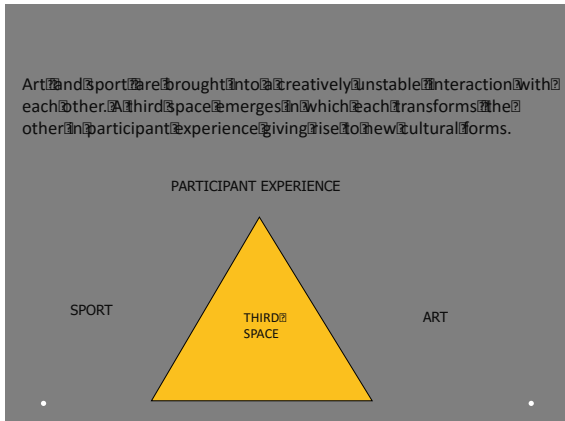 Art and sport are brought into a creatively unstable interaction with
each other. A third space emerges in which each transforms the
other in participant experience giving rise to new cultural forms.
PARTICIPANT EXPERIENCE
SPORT
THIRD
SPACE
ART